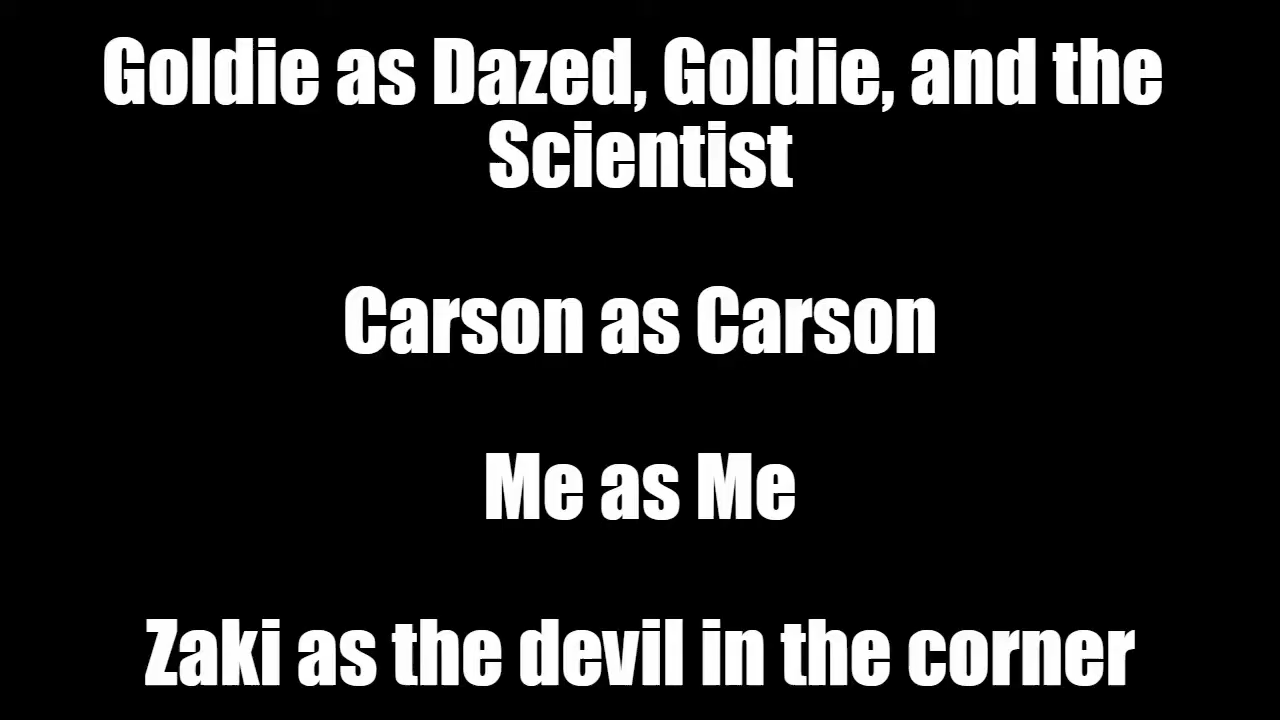 Goldie as Dazed, Goldie, and the
Scientist
Carson as Carson
Me as Me
Zaki as the devil in the corner